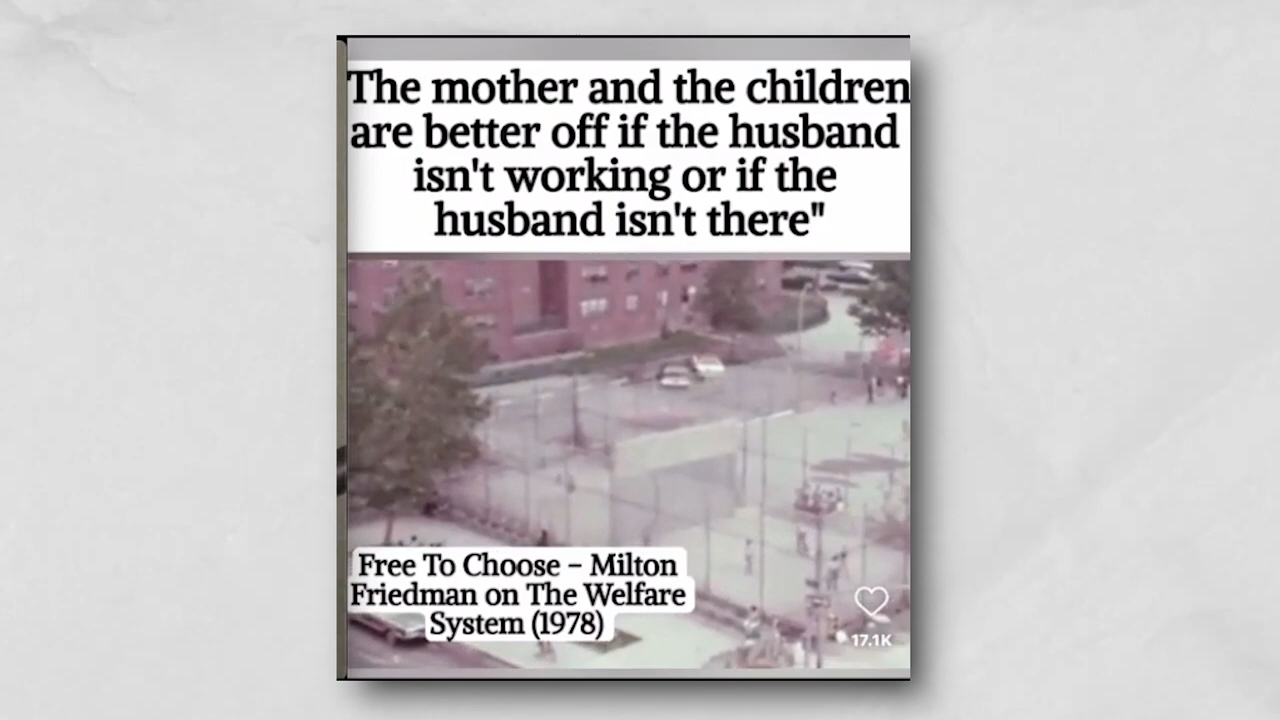 The mother and the children
are better off if the husband
isn't working or if the
husband isn't there"
Free To Choose – Milton
Friedman on The Welfare
System (1978)
17.1K